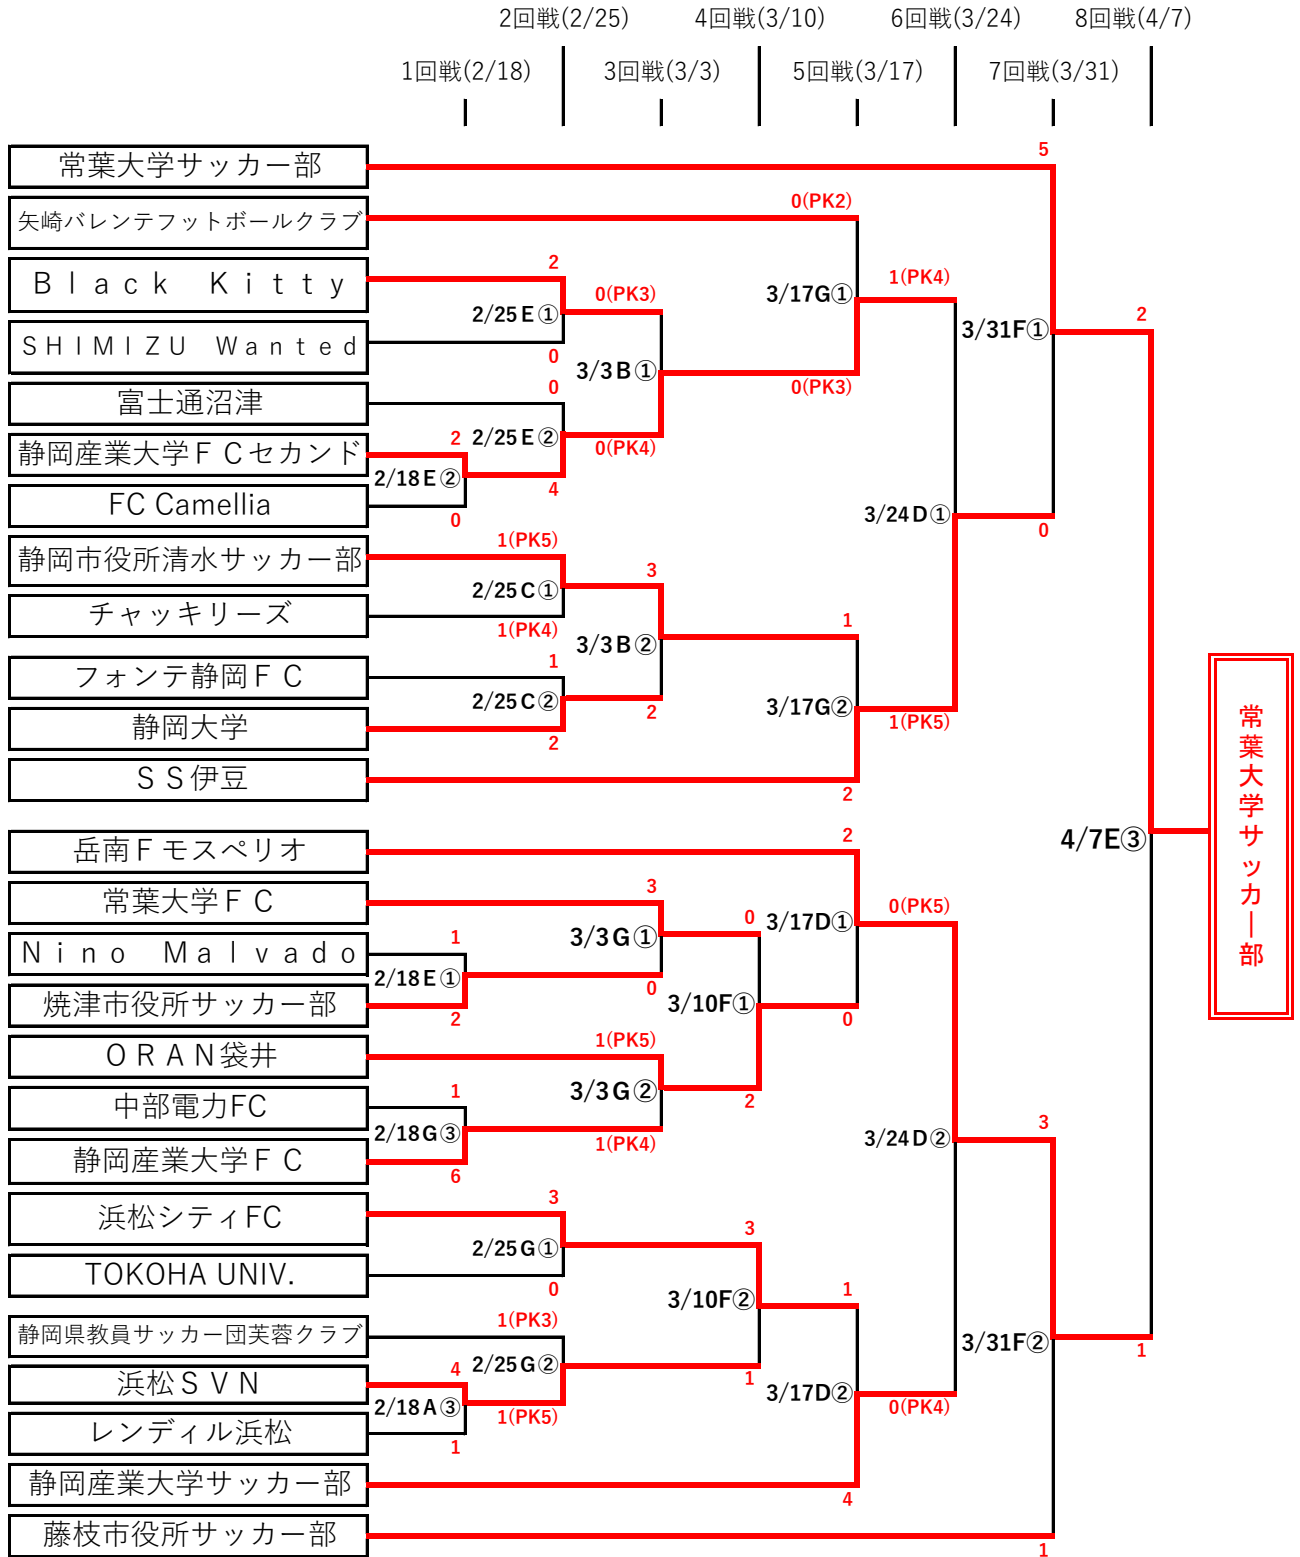 2回戦(2/25)
4回戦(3/10)
6回戦(3/24)
8回戦(4/7)
1回戦(2/18)
3回戦(3/3)
5回戦(3/17)
7回戦(3/31)
常葉大学サッカー部
5
矢崎バレンテフットボールクラブ
0(PK2)
Ｂｌａｃｋ　Ｋｉｔｔｙ
2
0(PK3)
3/17G①
1(PK4)
2/25E①
3/31F①
2
ＳＨＩＭＩＺＵ　Ｗａｎｔｅｄ
0
3/3B①
0(PK3)
富士通沼津
0
静岡産業大学ＦＣセカンド
2
2/25E②
0(PK4)
2/18E②
4
FC Camellia
0
3/24D①
0
静岡市役所清水サッカー部
1(PK5)
3
2/25C①
チャッキリーズ
1(PK4)
3/3B②
1
フォンテ静岡ＦＣ
1
2/25C②
2
3/17G②
1(PK5)
静岡大学
2
ＳＳ伊豆
2
常葉大学サッカー部
岳南Ｆモスペリオ
2
4/7E③
常葉大学ＦＣ
3
0
3/17D①
0(PK5)
Ｎｉｎｏ　Ｍａｌｖａｄｏ
1
3/3G①
2/18E①
0
焼津市役所サッカー部
2
3/10F①
0
ＯＲＡＮ袋井
1(PK5)
3/3G②
2
中部電力FC
1
2/18G③
1(PK4)
3
3/24D②
静岡産業大学ＦＣ
6
浜松シティFC
3
3
2/25G①
TOKOHA UNIV.
0
3/10F②
1
静岡県教員サッカー団芙蓉クラブ
1(PK3)
3/31F②
1
浜松ＳＶＮ
4
2/25G②
1
3/17D②
0(PK4)
2/18A③
1(PK5)
レンディル浜松
1
静岡産業大学サッカー部
4
藤枝市役所サッカー部
1